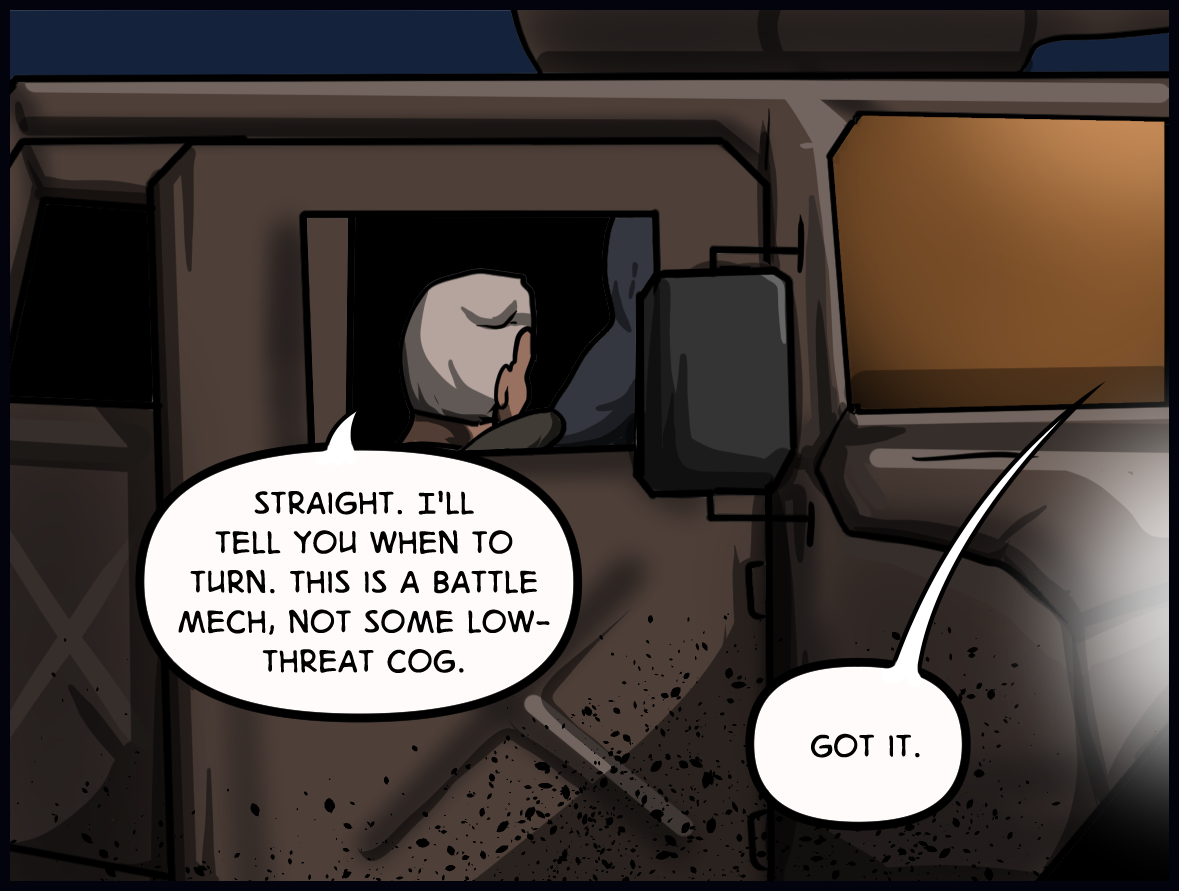 STRAIGHT. I'LL
TELL YOU WHEN TO
TURN. THIS IS A BATTLE
MECH, NOT SOME LOW-
THREAT COG.
GOT IT.